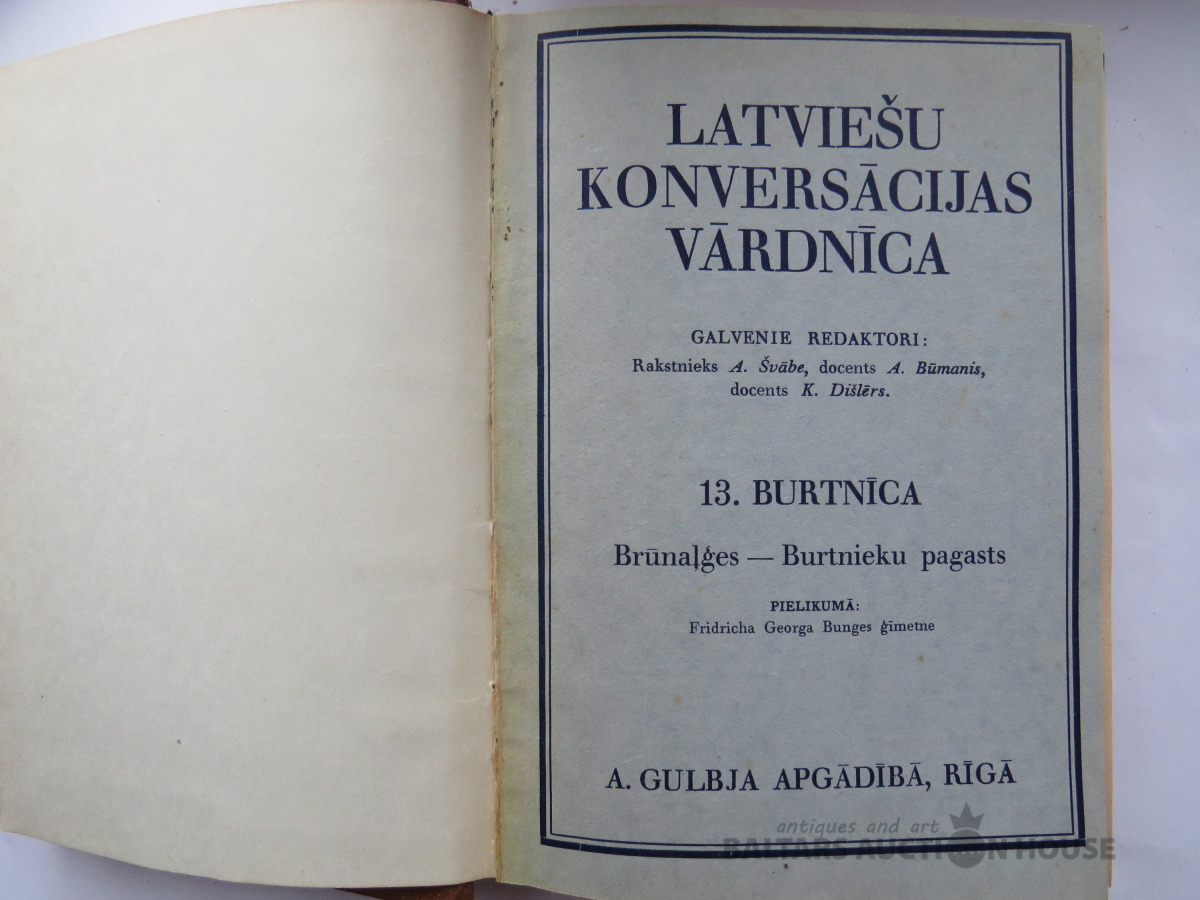 LATVIEŠU
KONVERSĀCIJAS
VĀRDNĪCA
GALVENIE REDAKTORI:
Rakstnieks A. Švābe, docents A. Būmanis,
docents K. Dišlērs.
13. BURTNĪCA
Brūnaļģes — Burtnieku pagasts
PIELIKUMĀ:
Fridricha Georga Bunges ģīmetne
A. GULBJA APGĀDĪBĀ, RĪGĀ
antiques and art
BALTARS AUCTION HOUSE